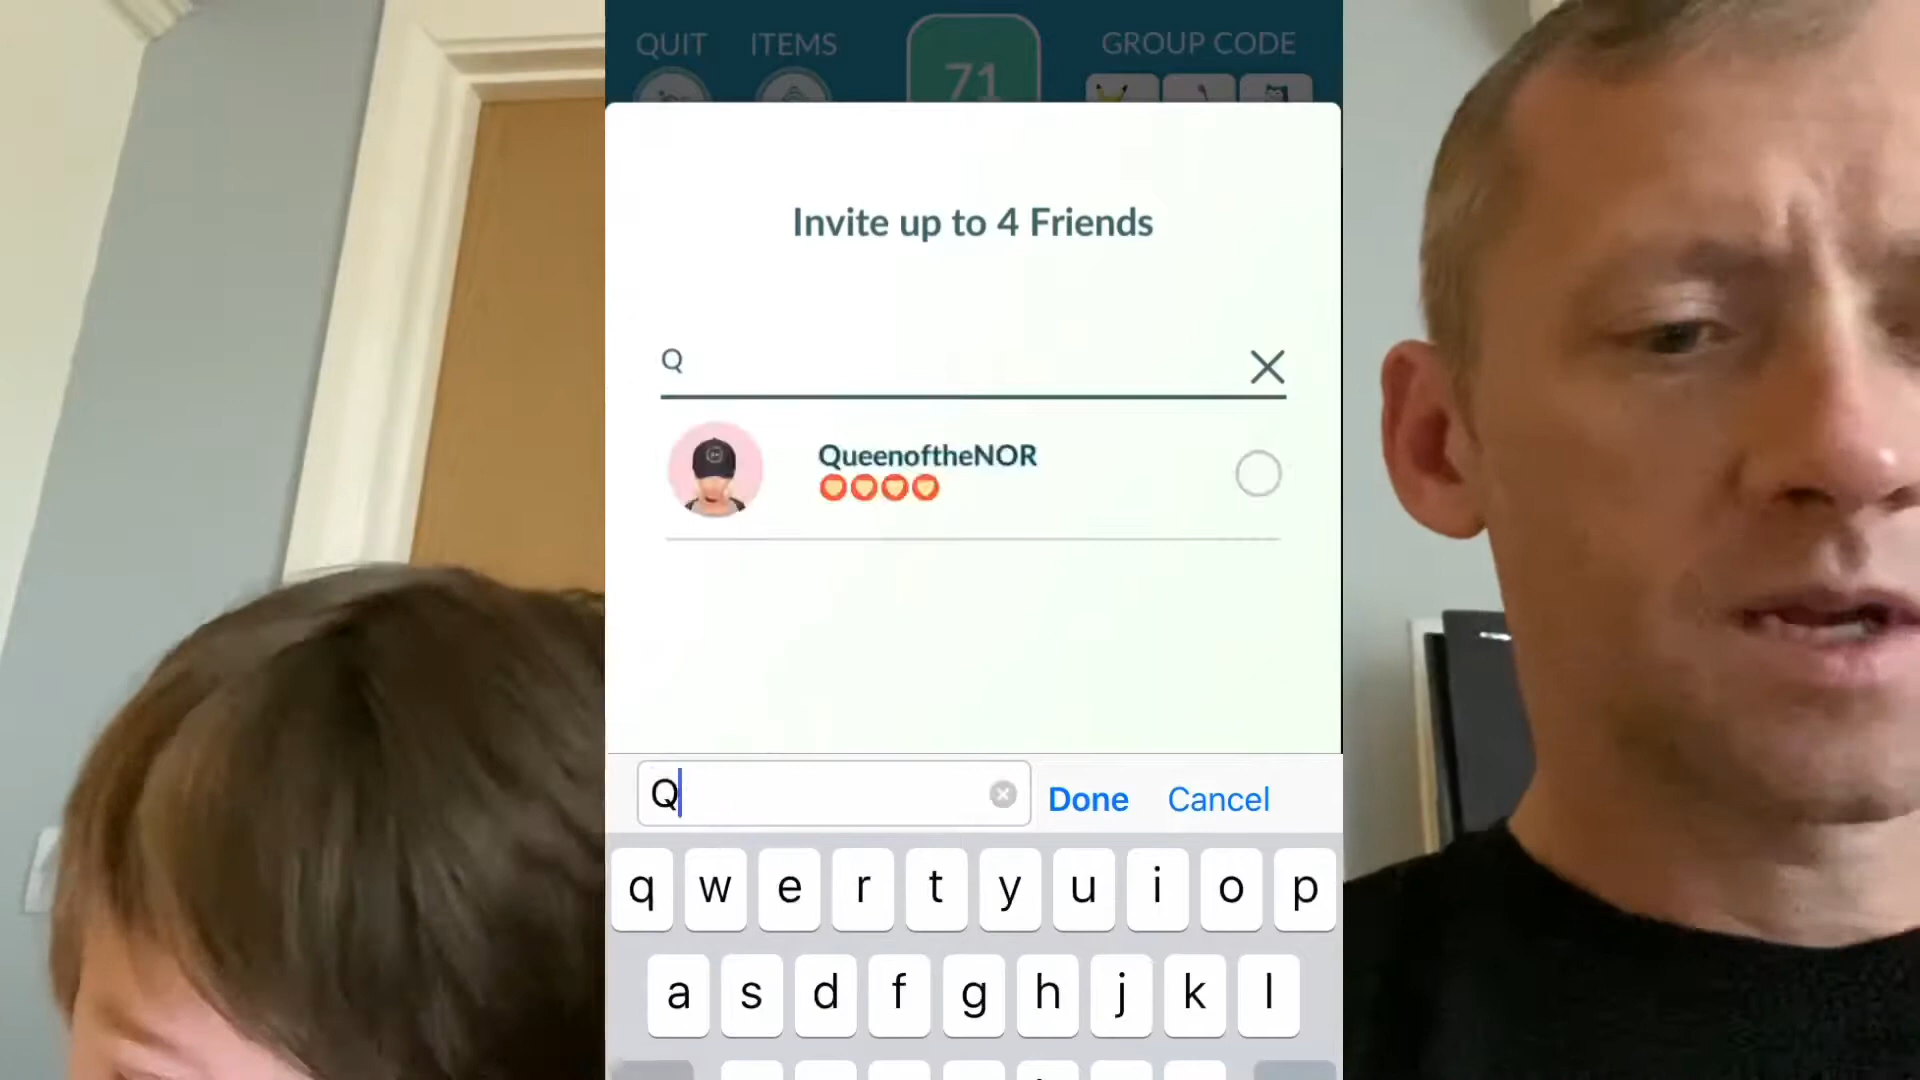 QUIT ITEMS GROUP CODE
71
Invite up to 4 Friends
Q
QueenoftheNOR
Q Done Cancel
q w e r t y u i o p
a s d f g h j k l